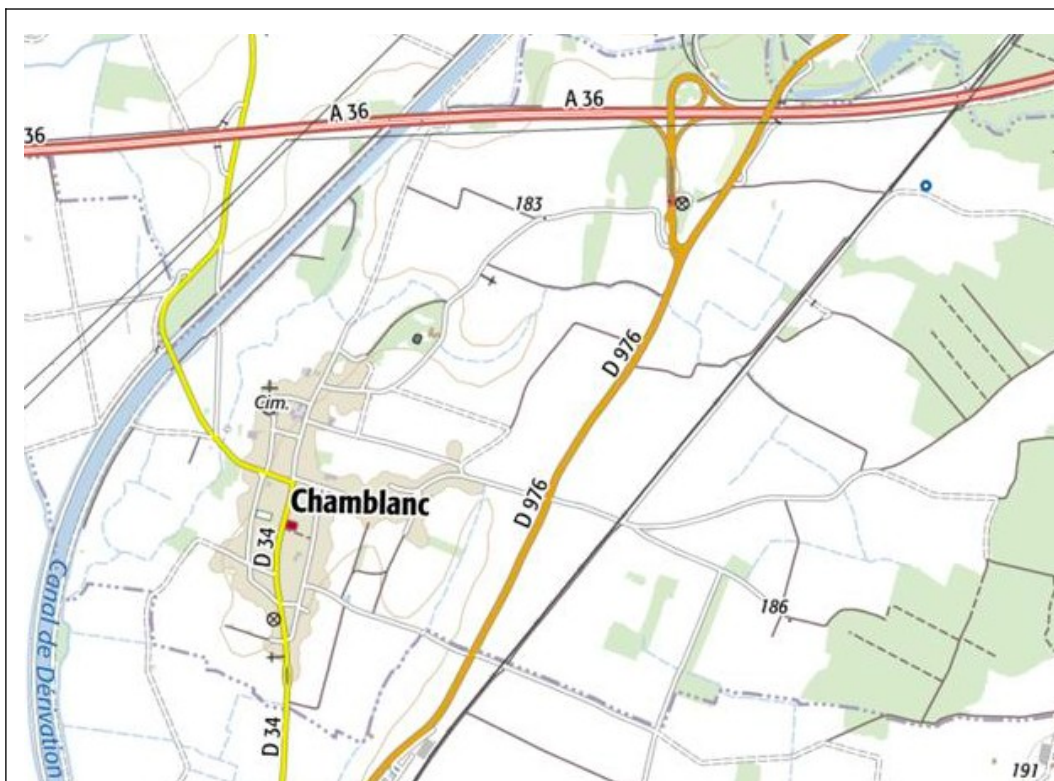 A 36
A 36
36
183
D 976
Cim.
Chamblanc
D 976
D 34
Canal de Dérivation
186
D 34
191